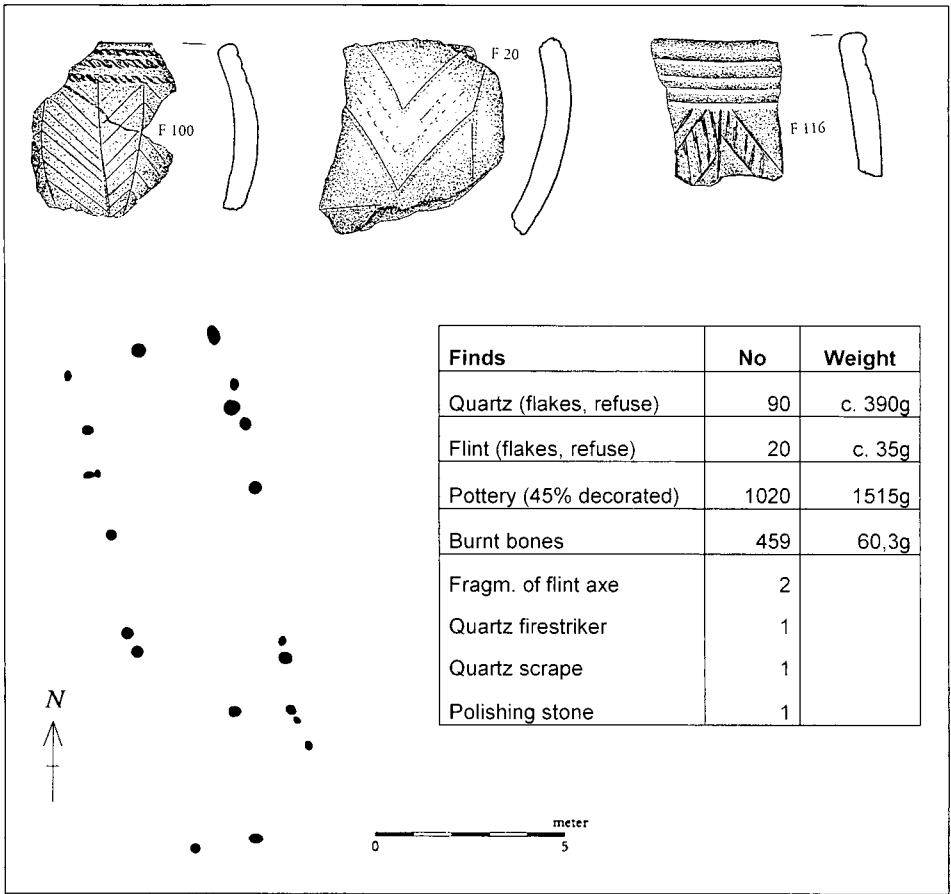 F 100
F 20
F 116
Finds No Weight
Quartz (flakes, refuse) 90 c. 390g
Flint (flakes, refuse) 20 c. 35g
Pottery (45% decorated) 1020 1515g
Burnt bones 459 60,3g
Fragm. of flint axe 2
Quartz firestriker 1
Quartz scrape 1
Polishing stone 1
N
meter
0 5